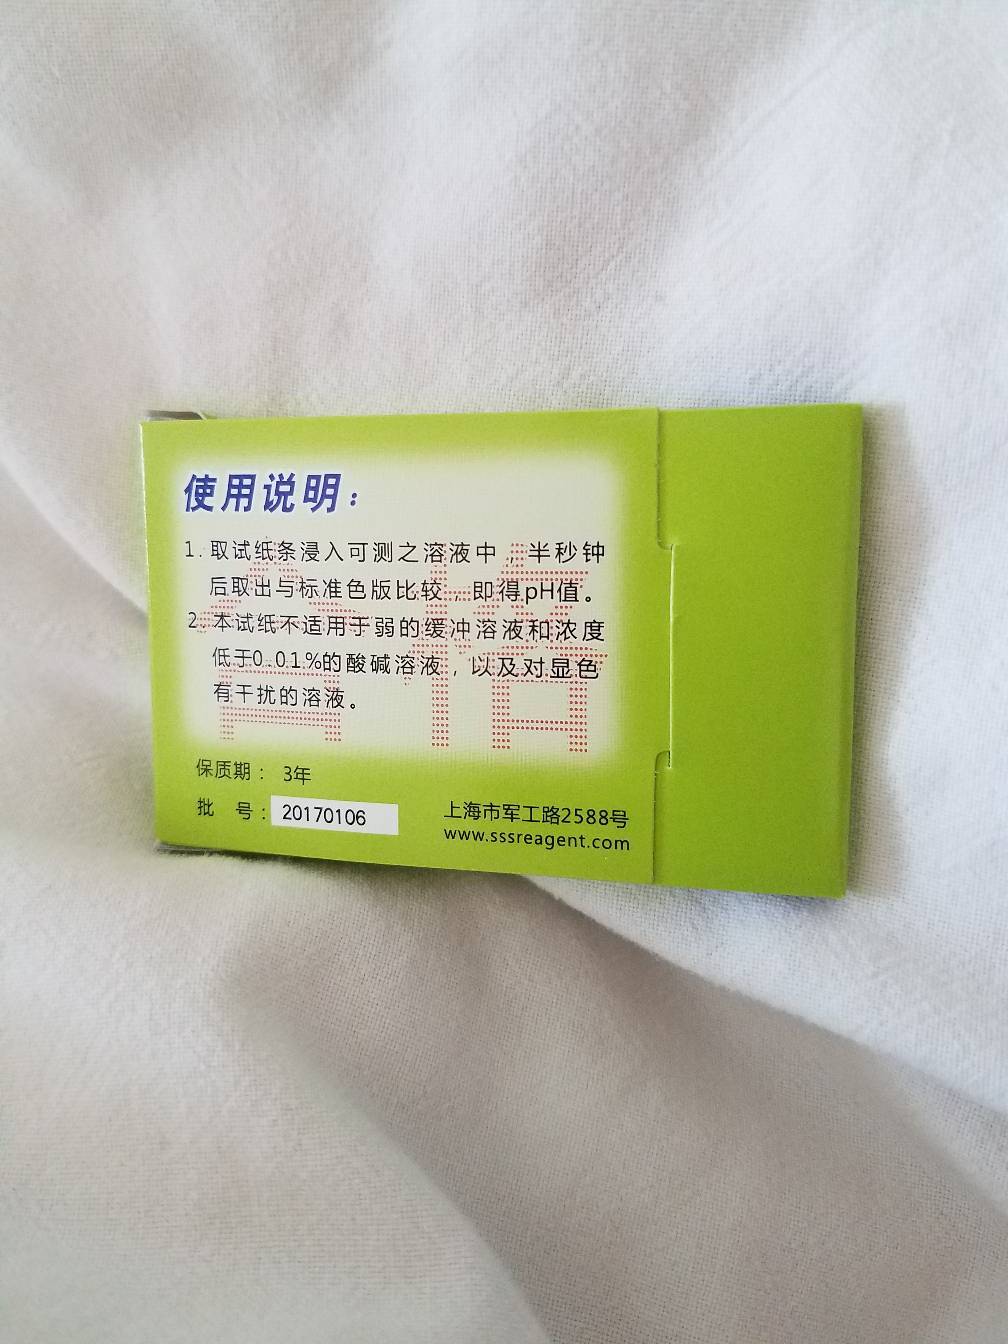 使用说明：
1. 取试纸条浸入可测之溶液中，半秒钟
后取出与标准色版比较，即得pH值。
2. 本试纸不适用于弱的缓冲溶液和浓度
低于0.01%的酸碱溶液，以及对显色
有干扰的溶液。
合格
保质期： 3年
批 号：20170106
上海市军工路2588号
www.sssreagent.com